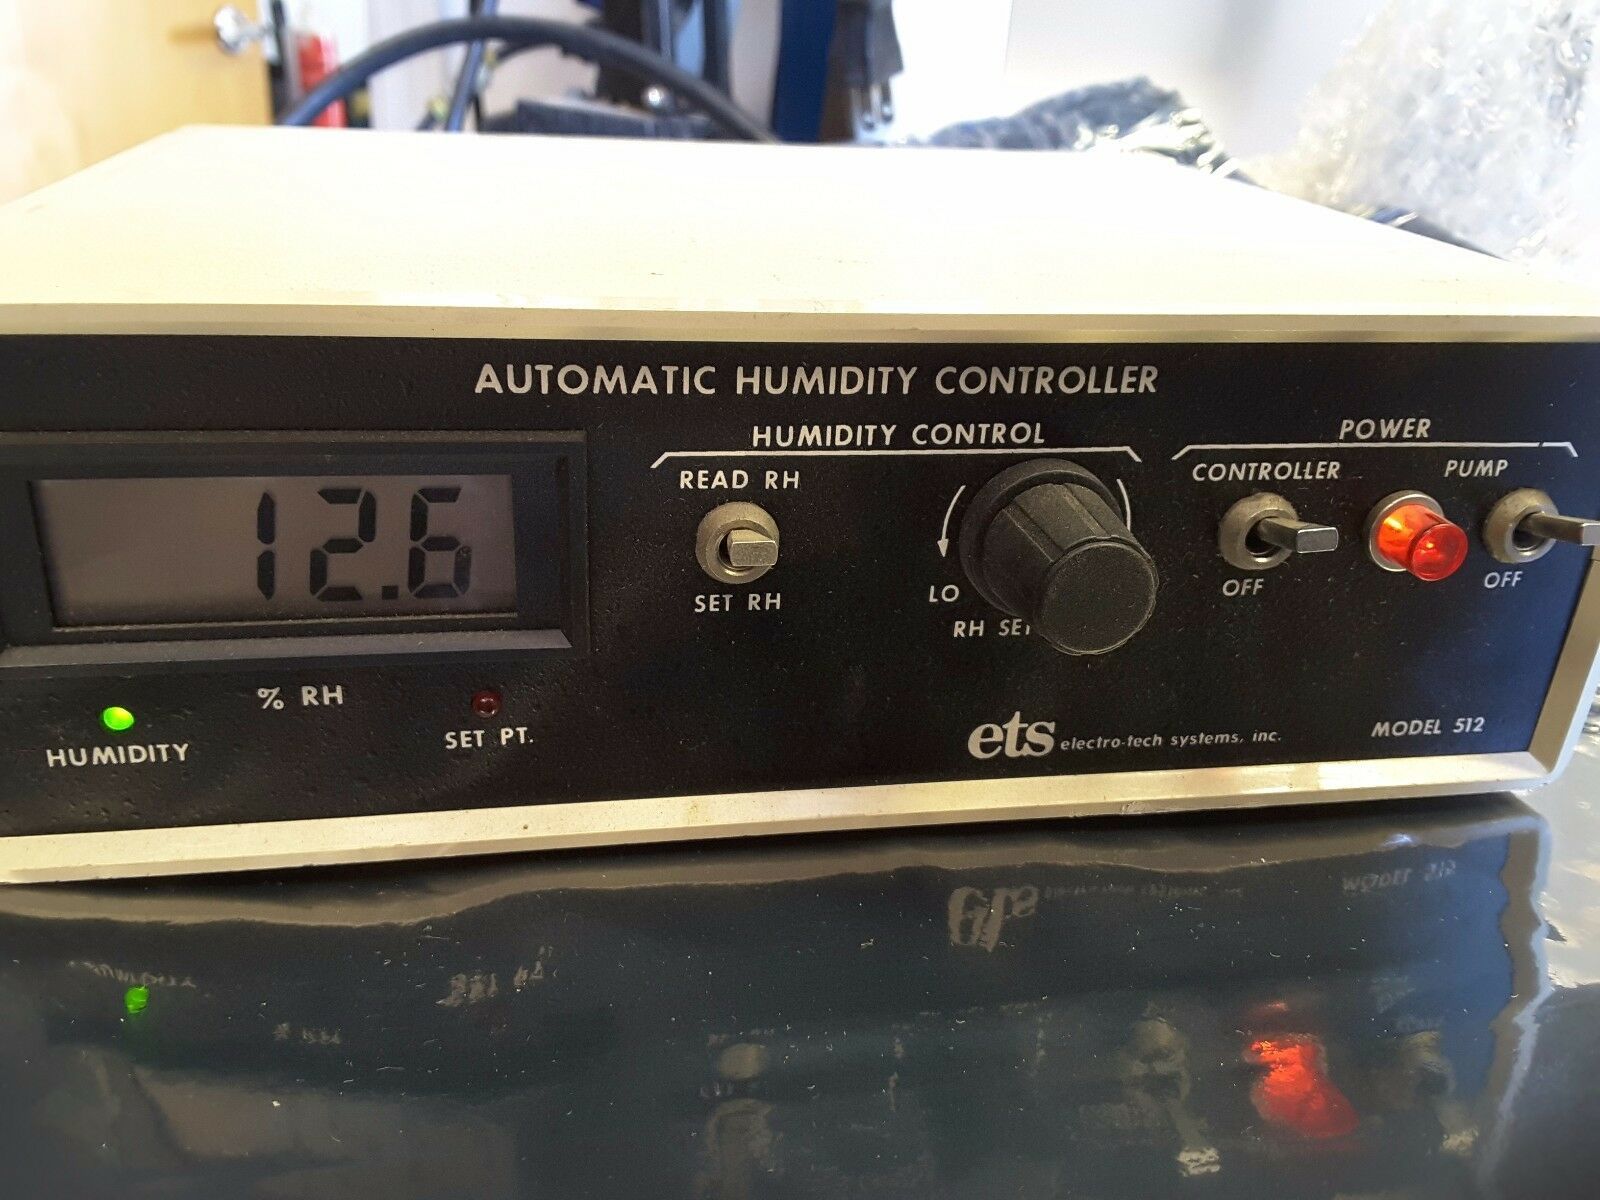 AUTOMATIC HUMIDITY CONTROLLER
HUMIDITY CONTROL
POWER
READ RH
CONTROLLER
PUMP
12.6
SET RH
LO
OFF
OFF
RH SET
% RH
HUMIDITY
SET PT.
ets electro-tech systems, inc.
MODEL 512